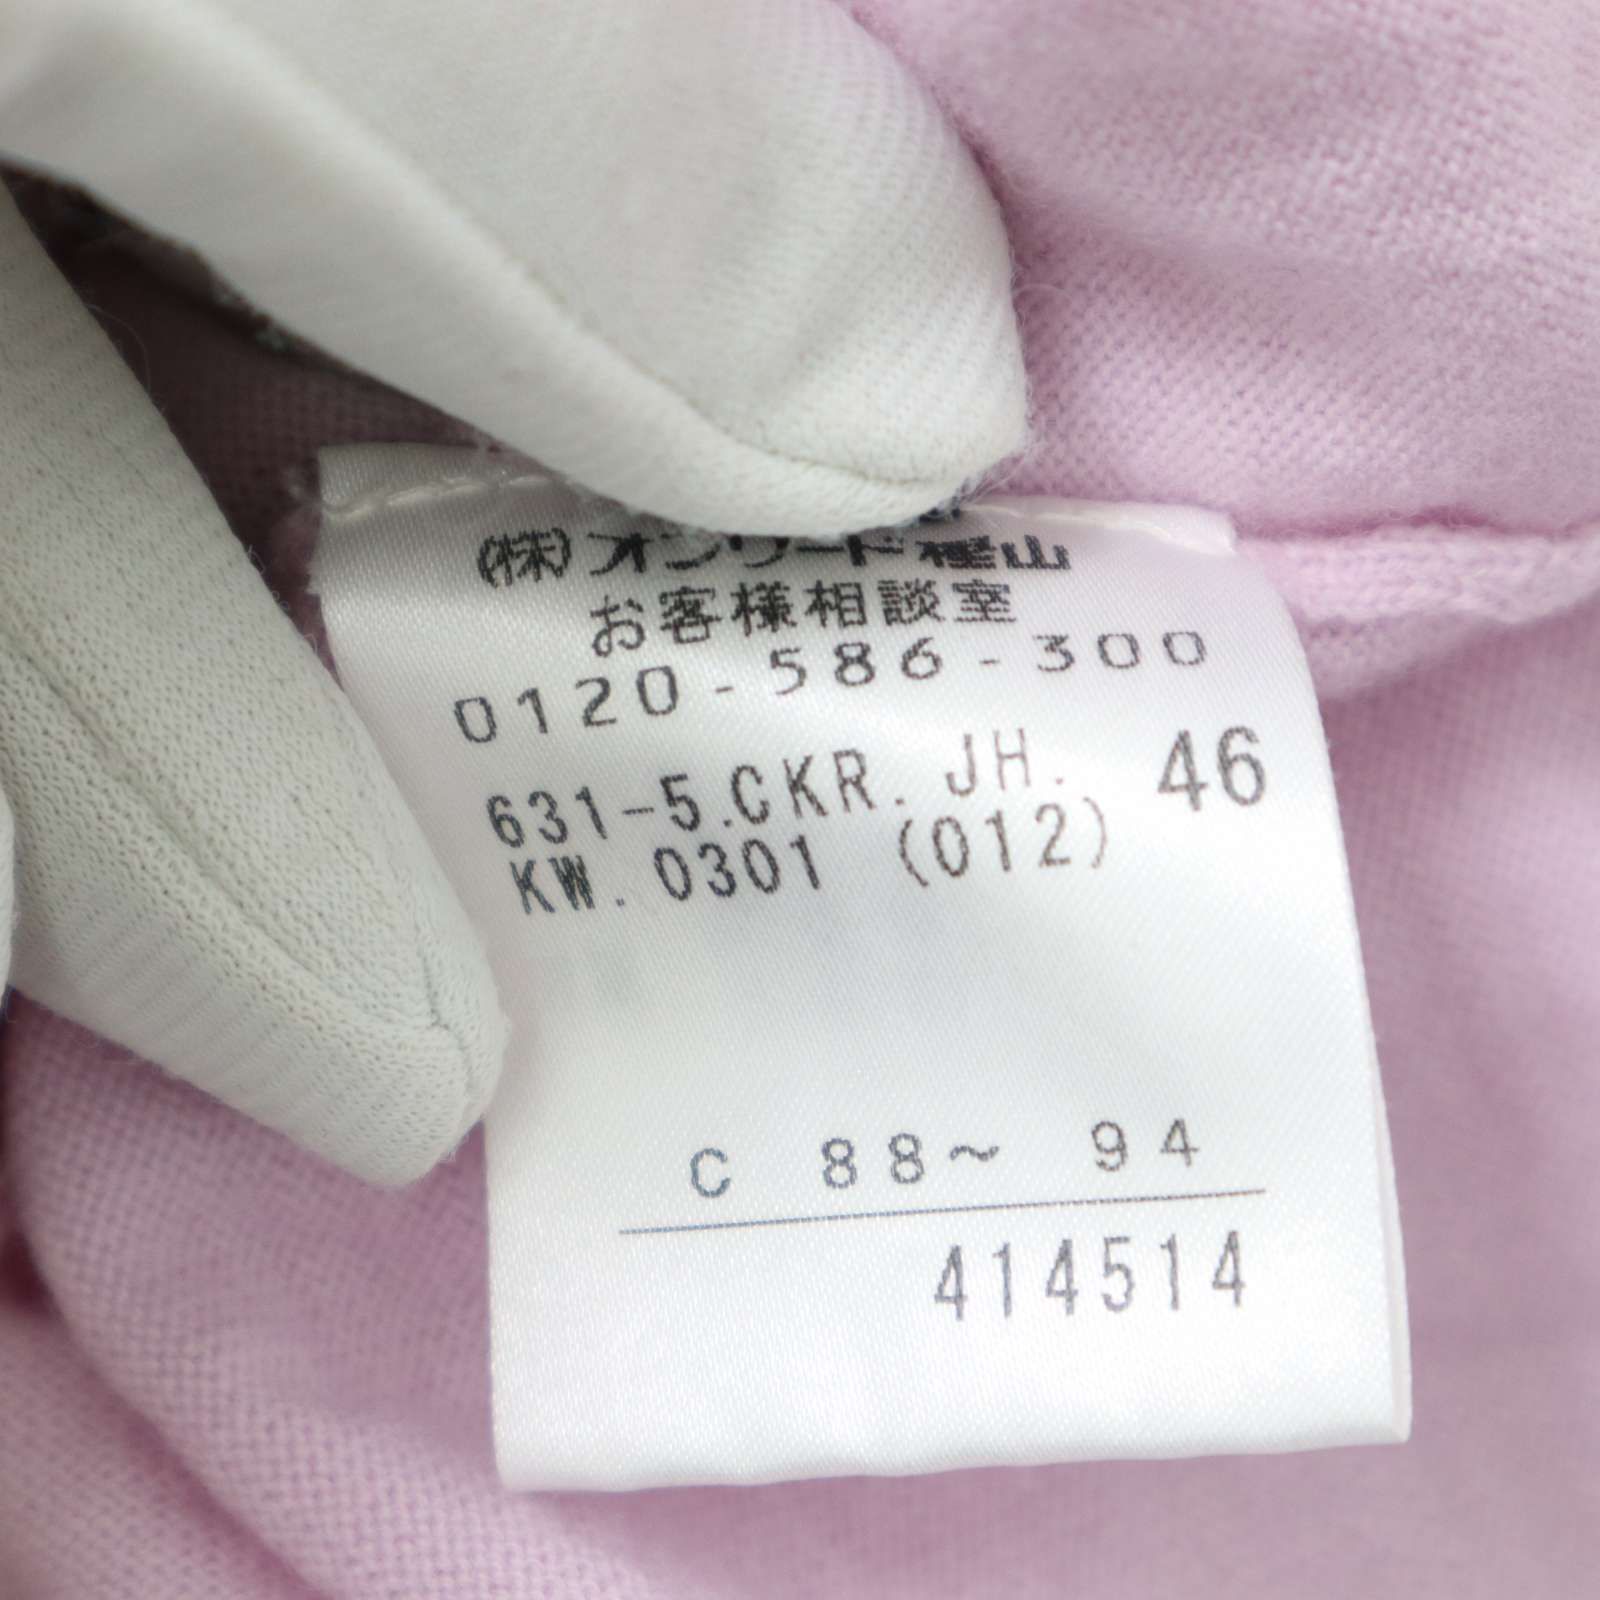 (株)オンワード樫山
お客様相談室
0120-586-300
631-5.CKR.JH. 46
KW.0301 (012)
C 88~ 94
414514